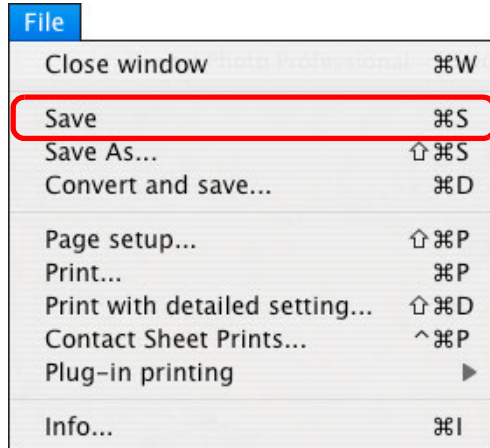 File
Close window ⌘W
Save ⌘S
Save As... ⇧⌘S
Convert and save... ⌘D
Page setup... ⇧⌘P
Print... ⌘P
Print with detailed setting... ⇧⌘D
Contact Sheet Prints... ^⌘P
Plug-in printing
Info... ⌘I